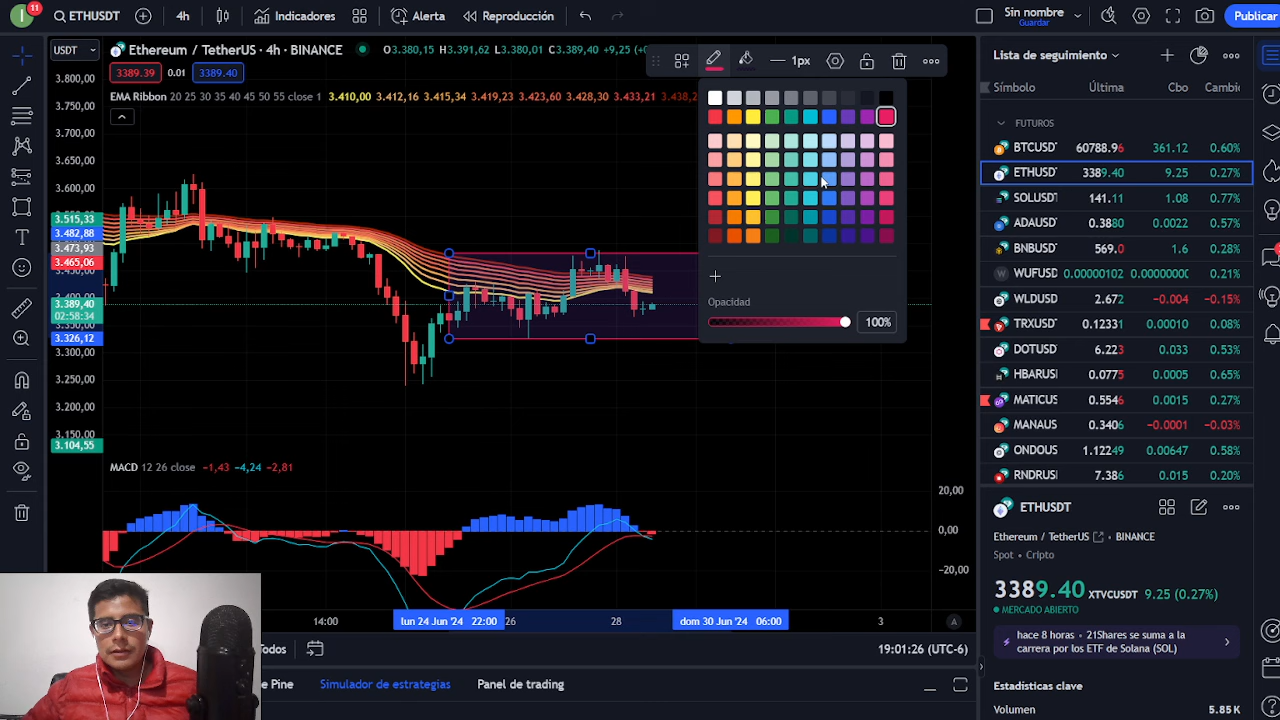 11
ETHUSDT
4h
Indicadores
Alerta
Reproducción
Sin nombre
Guardar
Publicar
USDT
Ethereum / TetherUS · 4h · BINANCE
O3.380,15 H3.391,62 L3.380,01 C3.389,40 +9,25
3389.39
0.01
3389.40
EMA Ribbon 20 25 30 35 40 45 50 55 close 1 3.410,00 3.412,16 3.415,34 3.419,23 3.423,60 3.428,30 3.433,21
1px
Opacidad
100%
3.800,00
3.750,00
3.700,00
3.650,00
3.600,00
3.515,33
3.482,88
3.473,93
3.465,06
3.389,40
02:58:34
3.326,12
3.300,00
3.250,00
3.200,00
3.150,00
3.104,55
MACD 12 26 close −1,43 −4,24 −2,81
20,00
0,00
−20,00
14:00
lun 24 Jun '24 22:00
26
28
dom 30 Jun '24 06:00
3
A
Todos
19:01:26 (UTC-6)
e Pine
Simulador de estrategias
Panel de trading
Lista de seguimiento
Símbolo
Última
Cbo
Cambi
FUTUROS
BTCUSDT 60788.96 361.12 0.60%
ETHUSD 3389.40 9.25 0.27%
SOLUSDT 141.11 1.08 0.77%
ADAUSDT 0.3880 0.0022 0.57%
BNBUSDT 569.0 1.6 0.28%
WUFUSD 0.00000102 0.0000000 0.21%
WLDUSD 2.672 −0.004 −0.15%
TRXUSDT 0.12331 0.00010 0.08%
DOTUSD 6.223 0.033 0.53%
HBARUS 0.0775 0.0005 0.65%
MATICUS 0.5546 0.0015 0.27%
MANAUS 0.3406 −0.0001 −0.03%
ONDOUS 1.12249 0.00647 0.58%
RNDRUS 7.386 0.015 0.20%
ETHUSDT
Ethereum / TetherUS · BINANCE
Spot • Cripto
3389.40 XTVCUSDT 9.25 (0.27%)
MERCADO ABIERTO
hace 8 horas • 21Shares se suma a la
carrera por los ETF de Solana (SOL)
Estadísticas clave
Volumen 5.85 K